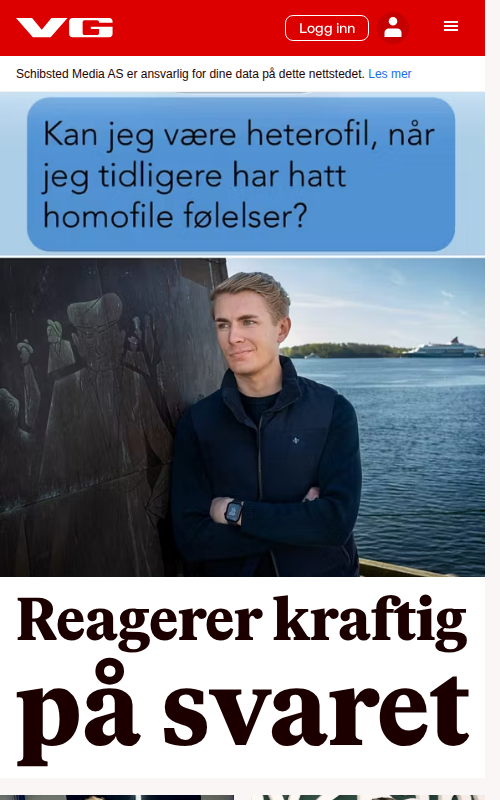 VG
Logg inn
Schibsted Media AS er ansvarlig for dine data på dette nettstedet. Les mer
Kan jeg være heterofil, når
jeg tidligere har hatt
homofile følelser?
Reagerer kraftig
på svaret